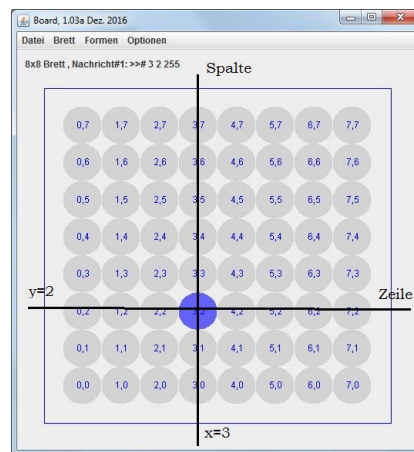 Board, 1.03a Dez. 2016
Datei Brett Formen Optionen
8x8 Brett , Nachricht#1: >># 3 2 255
Spalte
0,7 1,7 2,7 3,7 4,7 5,7 6,7 7,7
0,6 1,6 2,6 3,6 4,6 5,6 6,6 7,6
0,5 1,5 2,5 3,5 4,5 5,5 6,5 7,5
0,4 1,4 2,4 3,4 4,4 5,4 6,4 7,4
0,3 1,3 2,3 3,3 4,3 5,3 6,3 7,3
y=2 Zeile
0,2 1,2 2,2 3,2 4,2 5,2 6,2 7,2
0,1 1,1 2,1 3,1 4,1 5,1 6,1 7,1
0,0 1,0 2,0 3,0 4,0 5,0 6,0 7,0
x=3